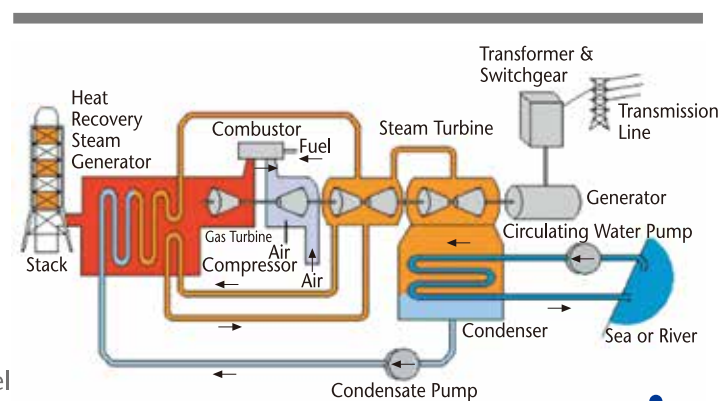 Transformer &
Switchgear
Heat
Recovery
Steam
Generator
Combustor
Fuel
Steam Turbine
Transmission
Line
Generator
Circulating Water Pump
Gas Turbine
Air
Compressor
Air
Stack
Condenser
Sea or River
Condensate Pump
el